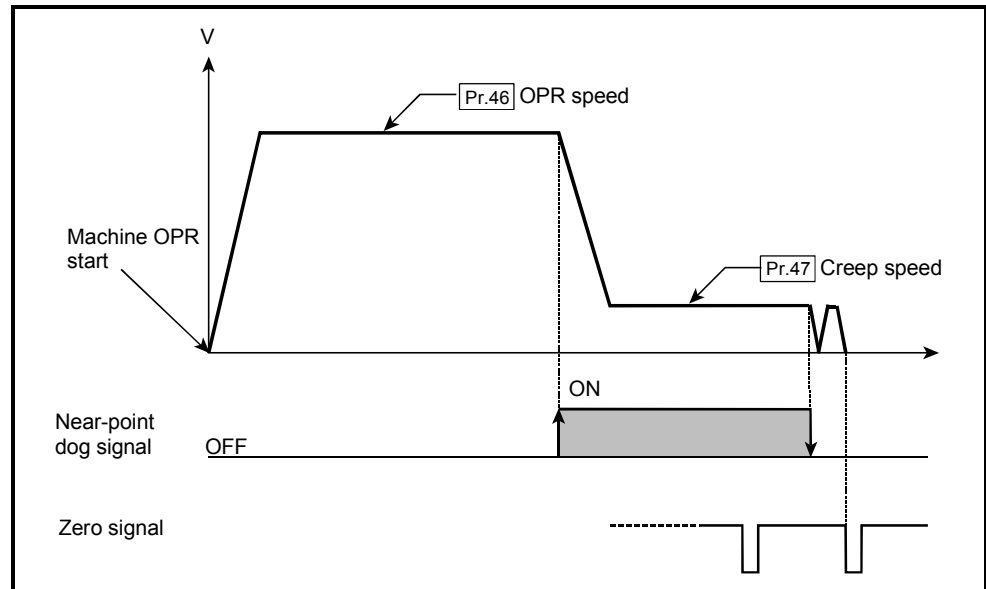 V
Pr.46 OPR speed
Machine OPR
start
Pr.47 Creep speed
ON
Near-point
dog signal
OFF
Zero signal